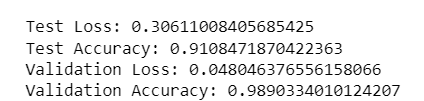 Test Loss: 0.30611008405685425
Test Accuracy: 0.9108471870422363
Validation Loss: 0.048046376556158066
Validation Accuracy: 0.9890334010124207